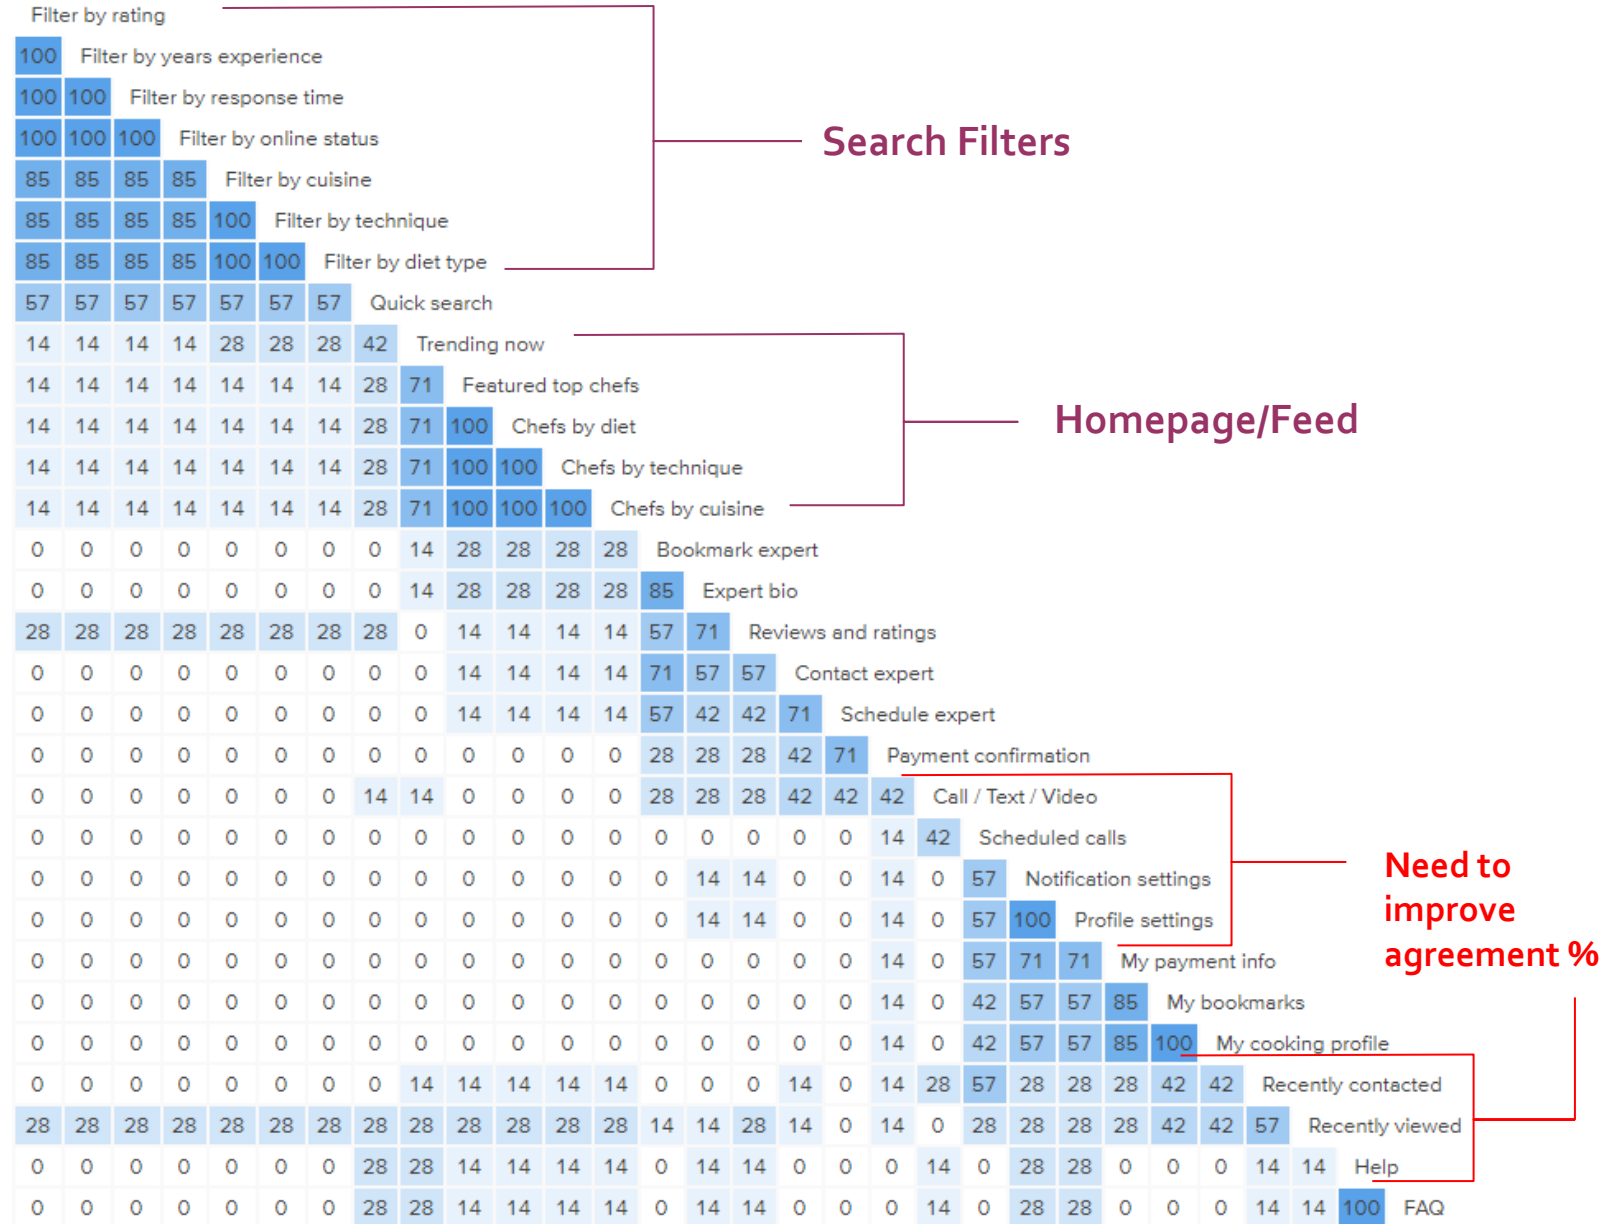 Filter by rating
100 Filter by years experience
100 100 Filter by response time
100 100 100 Filter by online status
Search Filters
85 85 85 85 Filter by cuisine
85 85 85 85 100 Filter by technique
85 85 85 85 100 100 Filter by diet type
57 57 57 57 57 57 57 Quick search
14 14 14 14 28 28 28 42 Trending now
14 14 14 14 14 14 14 28 71 Featured top chefs
14 14 14 14 14 14 14 28 71 100 Chefs by diet
Homepage/Feed
14 14 14 14 14 14 14 28 71 100 100 Chefs by technique
14 14 14 14 14 14 14 28 71 100 100 100 Chefs by cuisine
0 0 0 0 0 0 0 0 14 28 28 28 28 Bookmark expert
0 0 0 0 0 0 0 0 14 28 28 28 28 85 Expert bio
28 28 28 28 28 28 28 28 0 14 14 14 14 57 71 Reviews and ratings
0 0 0 0 0 0 0 0 0 14 14 14 14 71 57 57 Contact expert
0 0 0 0 0 0 0 0 0 14 14 14 14 57 42 42 71 Schedule expert
0 0 0 0 0 0 0 0 0 0 0 0 0 28 28 28 42 71 Payment confirmation
0 0 0 0 0 0 0 14 14 0 0 0 0 28 28 28 42 42 42 Call / Text / Video
0 0 0 0 0 0 0 0 0 0 0 0 0 0 0 0 0 0 14 42 Scheduled calls
0 0 0 0 0 0 0 0 0 0 0 0 0 0 14 14 0 0 14 0 57 Notification settings
0 0 0 0 0 0 0 0 0 0 0 0 0 0 14 14 0 0 14 0 57 100 Profile settings
Need to
improve
agreement %
0 0 0 0 0 0 0 0 0 0 0 0 0 0 0 0 0 0 14 0 57 71 71 My payment info
0 0 0 0 0 0 0 0 0 0 0 0 0 0 0 0 0 0 14 0 42 57 57 85 My bookmarks
0 0 0 0 0 0 0 0 0 0 0 0 0 0 0 0 0 0 14 0 42 57 57 85 100 My cooking profile
0 0 0 0 0 0 0 0 14 14 14 14 14 0 0 0 14 0 14 28 57 28 28 28 42 42 Recently contacted
28 28 28 28 28 28 28 28 28 28 28 28 28 14 14 28 14 0 14 0 28 28 28 28 42 42 57 Recently viewed
0 0 0 0 0 0 0 28 28 14 14 14 14 0 14 14 0 0 0 14 0 28 28 0 0 0 14 14 Help
0 0 0 0 0 0 0 28 28 14 14 14 14 0 14 14 0 0 0 14 0 28 28 0 0 0 14 14 100 FAQ